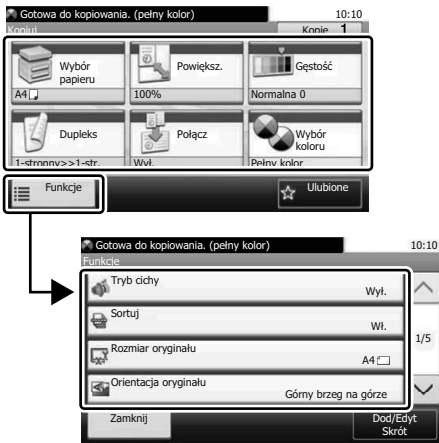 Gotowa do kopiowania. (pełny kolor) 10:10
Kopiuj Kopie 1
Wybór papieru
A4
Powiększ.
100%
Gęstość
Normalna 0
Dupleks
1-stronny>>1-str.
Połącz
Wył.
Wybór koloru
Pełny kolor
Funkcje
Ulubione
Gotowa do kopiowania. (pełny kolor) 10:10
Funkcje
Tryb cichy
Wył.
Sortuj
Wł.
1/5
Rozmiar oryginału
A4
Orientacja oryginału
Górny brzeg na górze
Zamknij
Dod/Edyt
Skrót